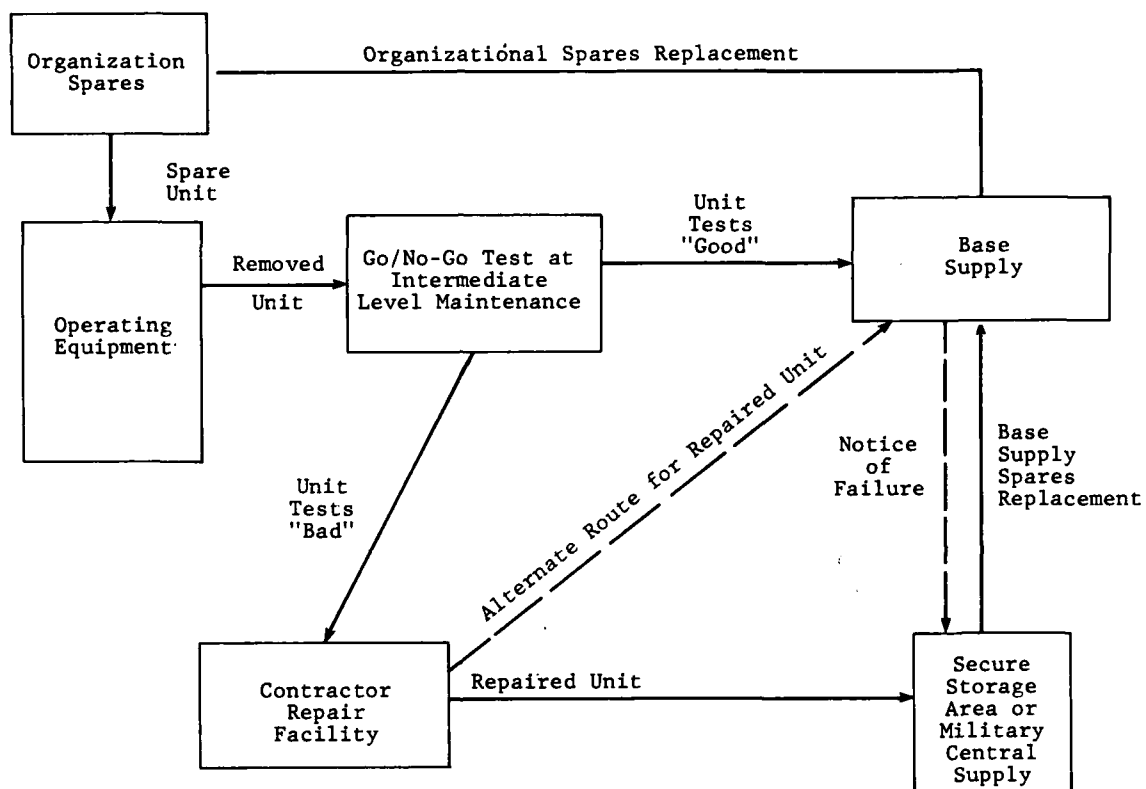 Organizational Spares Replacement
Organization
Spares
Spare
Unit
Operating
Equipment
Removed
Unit
Go/No-Go Test at
Intermediate
Level Maintenance
Unit
Tests
"Good"
Base
Supply
Unit
Tests
"Bad"
Alternate Route for Repaired Unit
Notice
of
Failure
Base
Supply
Spares
Replacement
Contractor
Repair
Facility
Repaired Unit
Secure
Storage
Area or
Military
Central
Supply